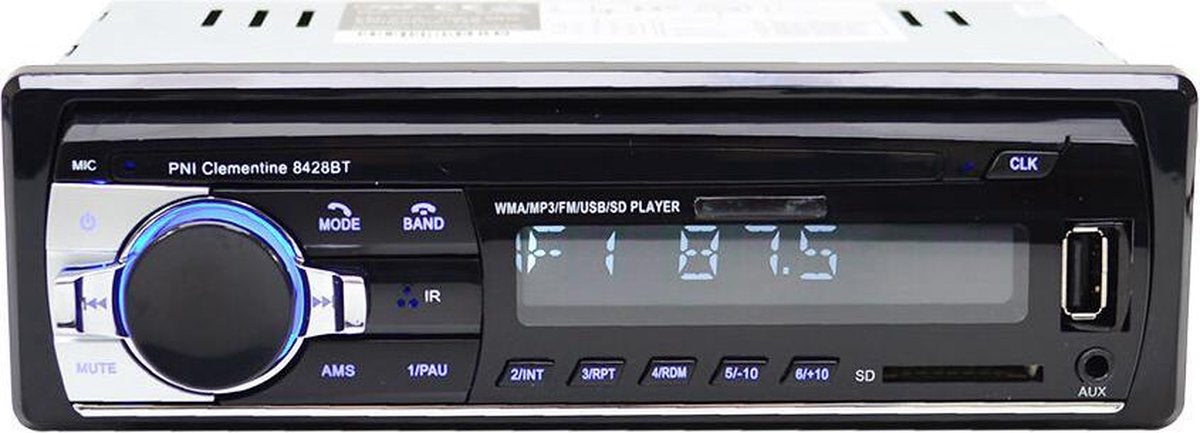 MIC
PNI Clementine 8428BT
CLK
WMA/MP3/FM/USB/SD PLAYER
MODE
BAND
F1 87.5
IR
MUTE
AMS
1/PAU
2/INT
3/RPT
4/RDM
5/-10
6/+10
SD
AUX